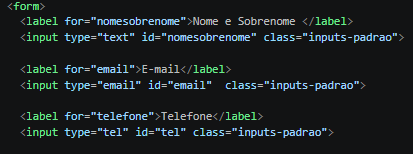 <form>
<label for="nomesobrenome">Nome e Sobrenome </label>
<input type="text" id="nomesobrenome" class="inputs-padrao">
<label for="email">E-mail</label>
<input type="email" id="email"  class="inputs-padrao">
<label for="telefone">Telefone</label>
<input type="tel" id="tel" class="inputs-padrao">